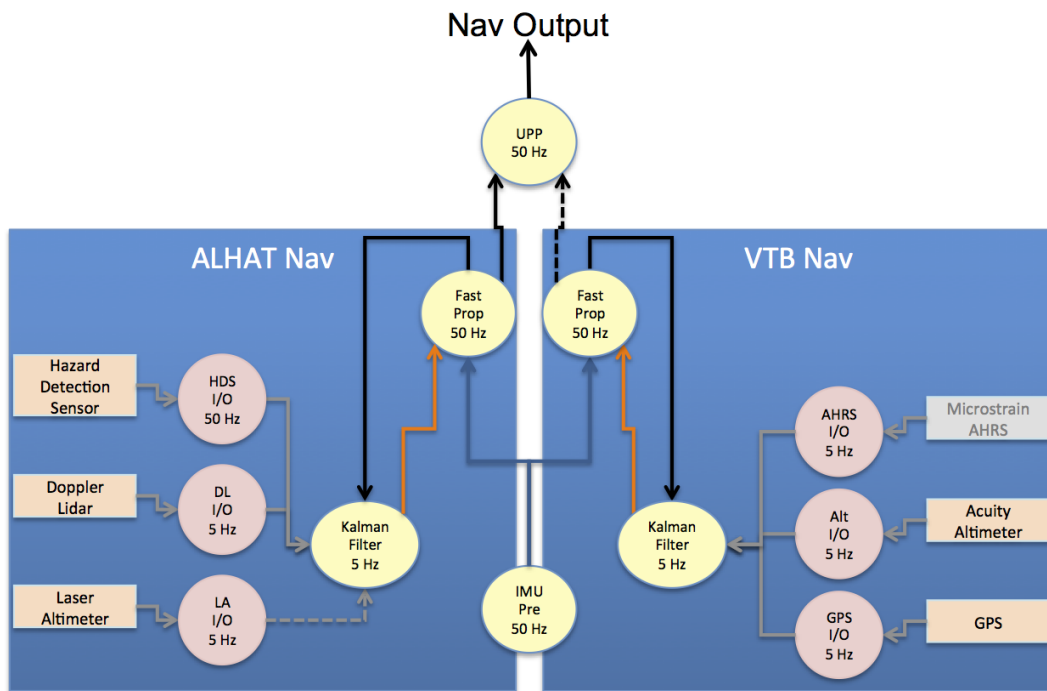 Nav Output
UPP
50 Hz
ALHAT Nav
VTB Nav
Fast
Prop
50 Hz
Fast
Prop
50 Hz
Hazard
Detection
Sensor
HDS
I/O
50 Hz
AHRS
I/O
5 Hz
Microstrain
AHRS
Doppler
Lidar
DL
I/O
5 Hz
Kalman
Filter
5 Hz
Kalman
Filter
5 Hz
Alt
I/O
5 Hz
Acuity
Altimeter
Laser
Altimeter
LA
I/O
5 Hz
IMU
Pre
50 Hz
GPS
I/O
5 Hz
GPS